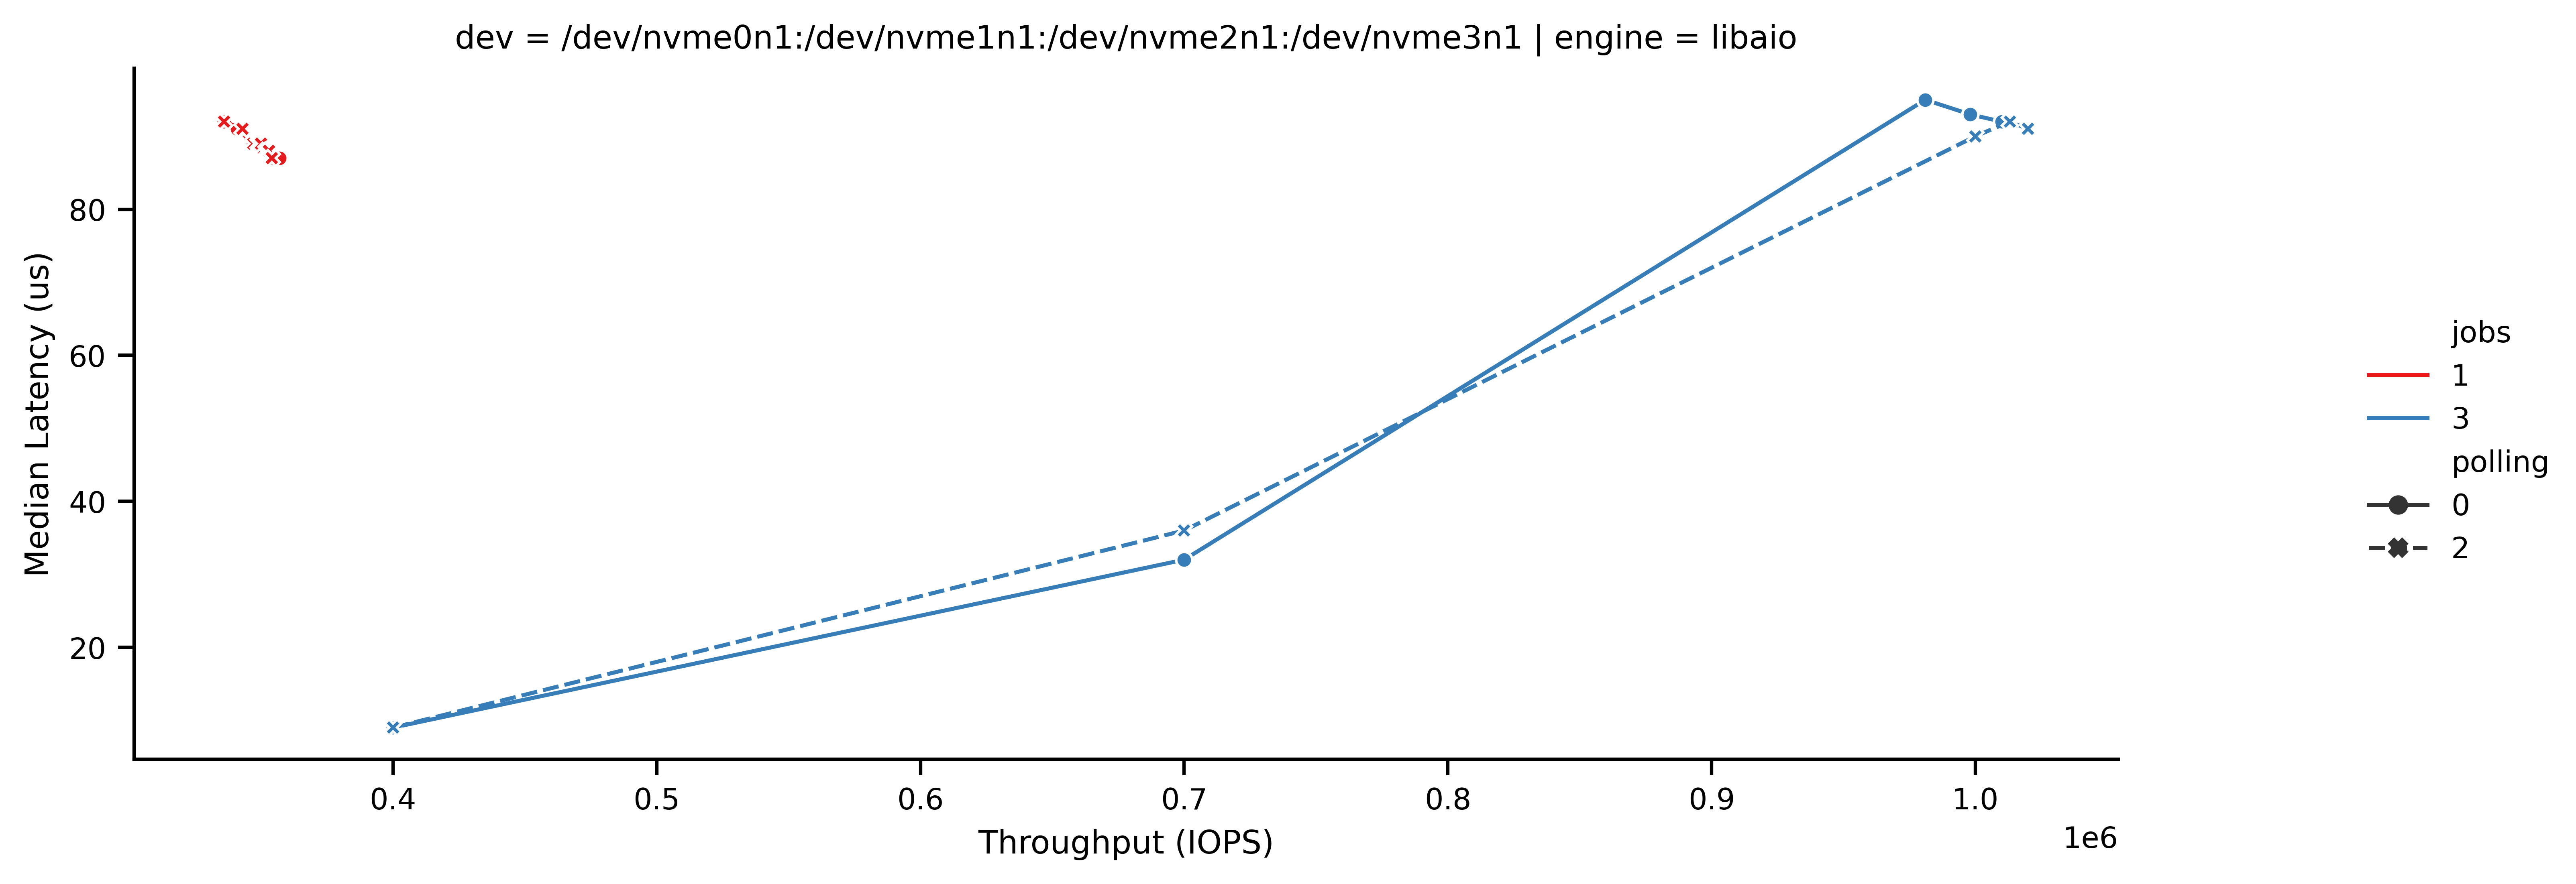 dev = /dev/nvme0n1:/dev/nvme1n1:/dev/nvme2n1:/dev/nvme3n1 | engine = libaio
Median Latency (us)
80
60
40
20
0.4 0.5 0.6 0.7 0.8 0.9 1.0
1e6
Throughput (IOPS)
jobs
1
3
polling
0
2